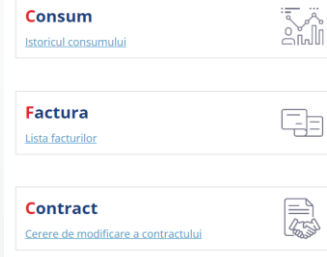 Consum
Istoricul consumului
Factura
Lista facturilor
Contract
Cerere de modificare a contractului